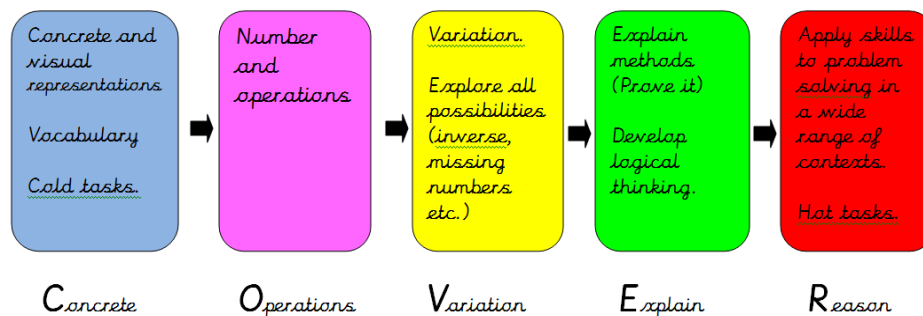 Concrete and
visual
representations
Vocabulary
Cold tasks.
Number
and
operations
Variation.
Explore all
possibilities
(inverse,
missing
numbers
etc.)
Explain
methods
(Prove it)
Develop
logical
thinking.
Apply skills
to problem
solving in
a wide
range of
contexts.
Hot tasks.
Concrete
Operations
Variation
Explain
Reason